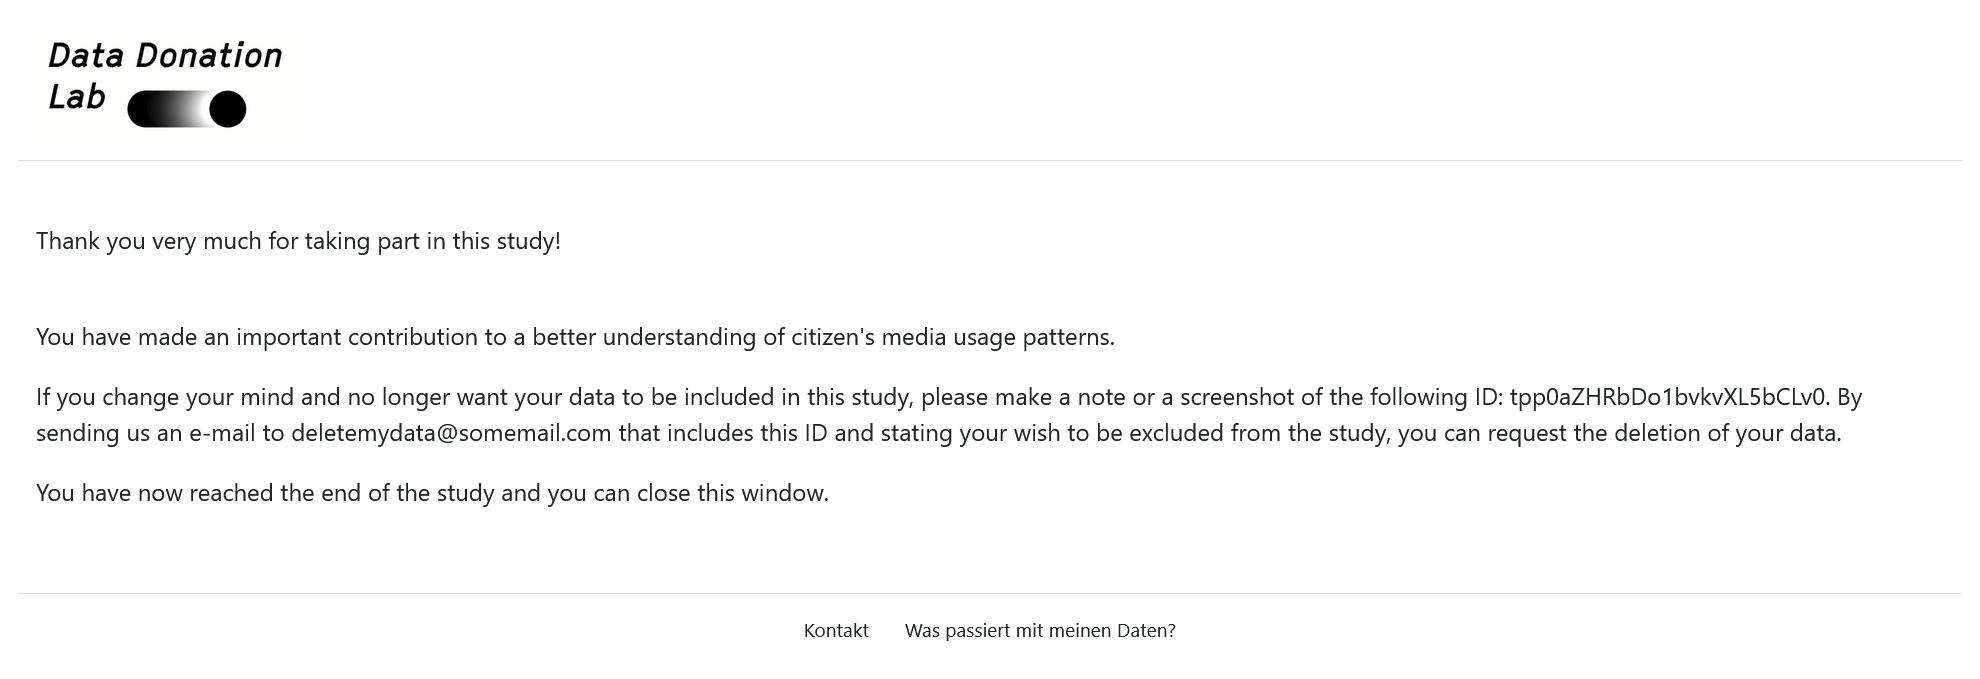 Data Donation
Lab
Thank you very much for taking part in this study!
You have made an important contribution to a better understanding of citizen's media usage patterns.
If you change your mind and no longer want your data to be included in this study, please make a note or a screenshot of the following ID: tpp0aZHRbDo1bvkvXL5bCLv0. By
sending us an e-mail to deletemydata@somemail.com that includes this ID and stating your wish to be excluded from the study, you can request the deletion of your data.
You have now reached the end of the study and you can close this window.
Kontakt Was passiert mit meinen Daten?